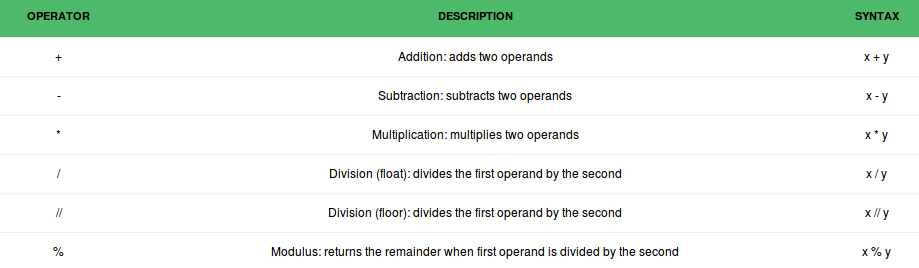 OPERATOR DESCRIPTION SYNTAX
+ Addition: adds two operands x + y
- Subtraction: subtracts two operands x - y
* Multiplication: multiplies two operands x * y
/ Division (float): divides the first operand by the second x / y
// Division (floor): divides the first operand by the second x // y
% Modulus: returns the remainder when first operand is divided by the second x % y